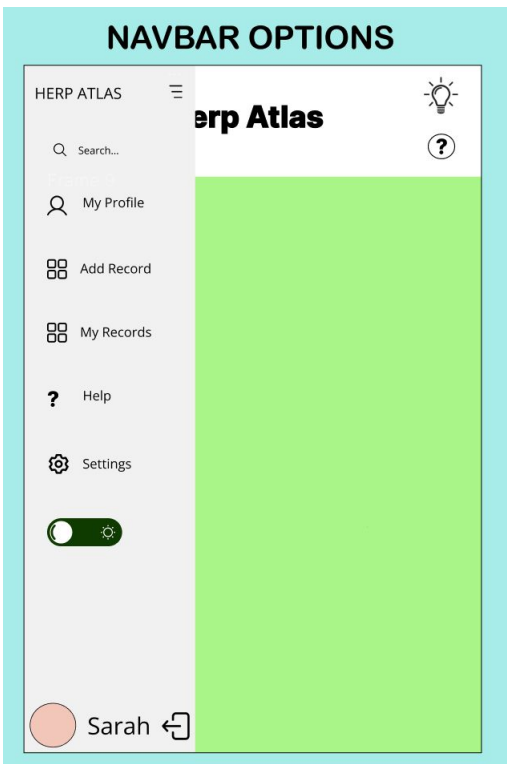 NAVBAR OPTIONS
HERP ATLAS
erp Atlas
?
Search...
My Profile
Add Record
My Records
? Help
Settings
Sarah